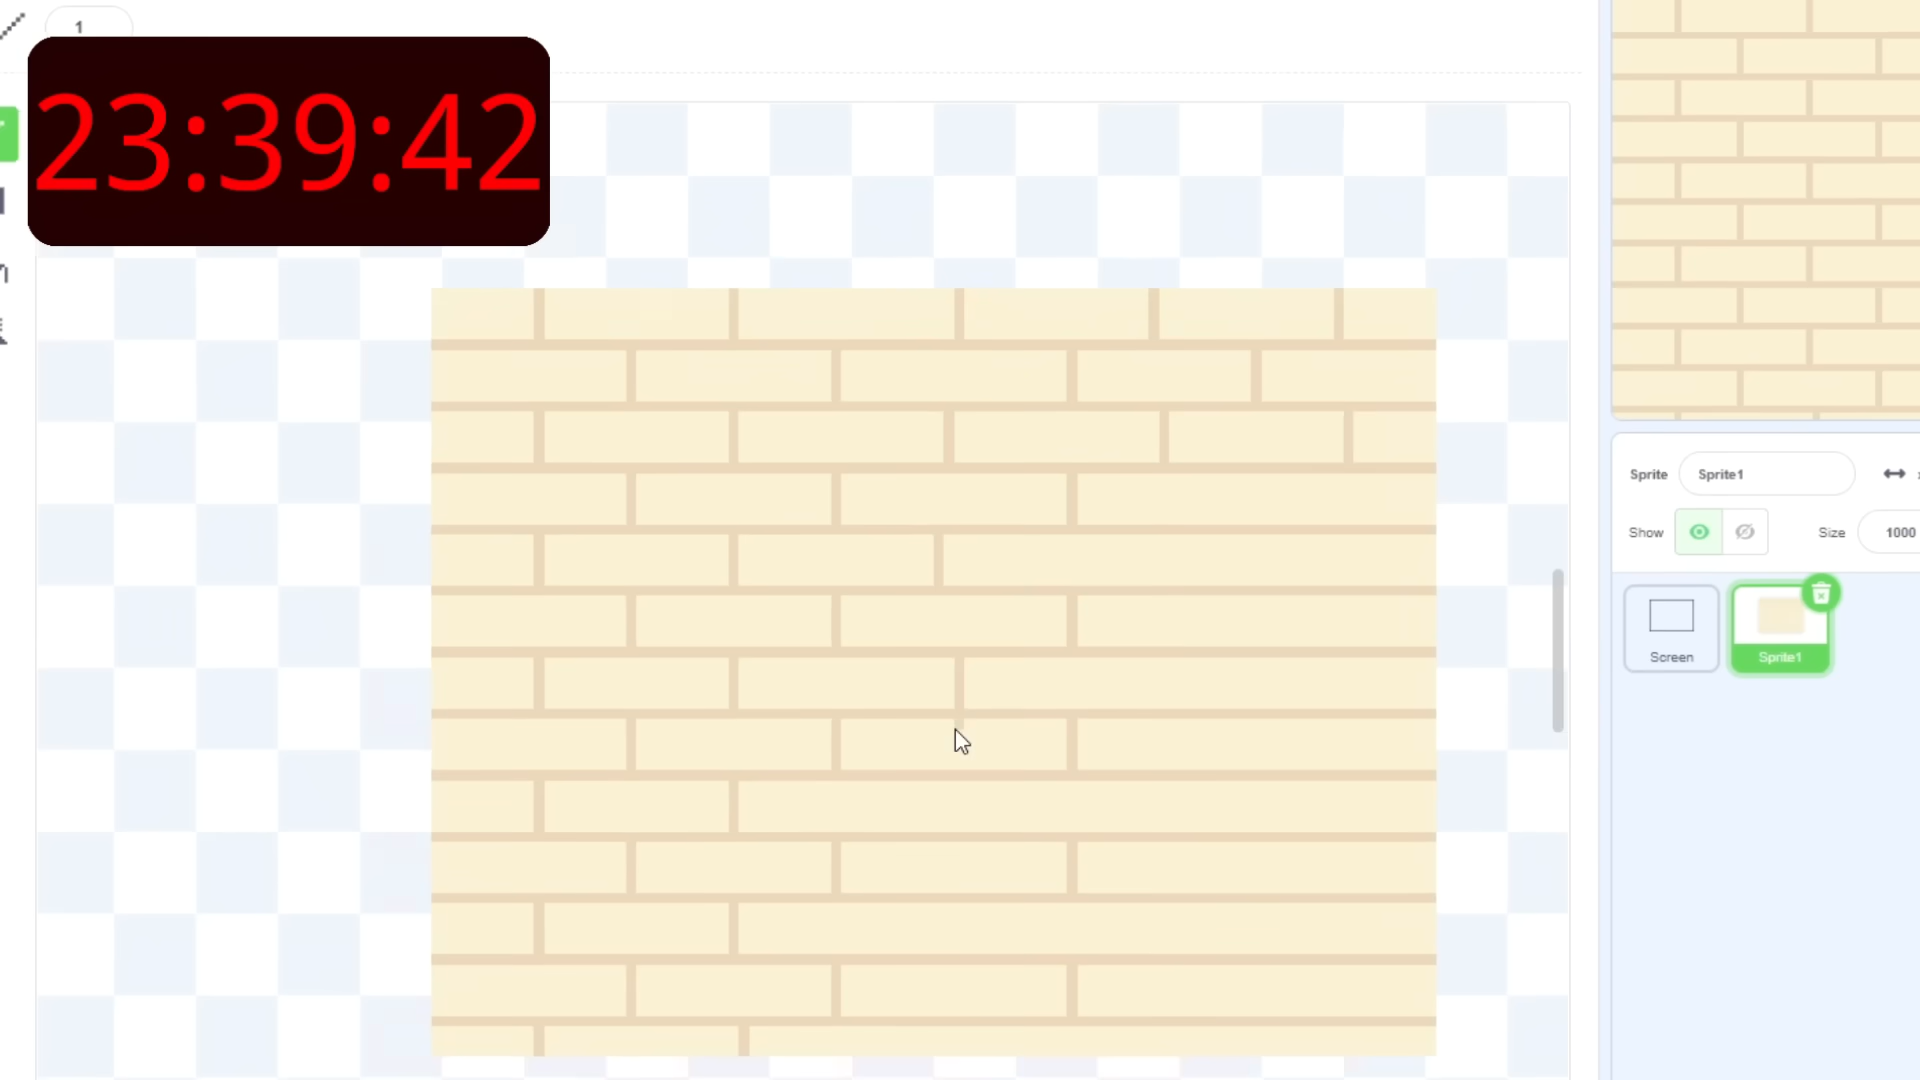 1
23:39:42
Sprite Sprite1
Show Size 1000
Screen Sprite1